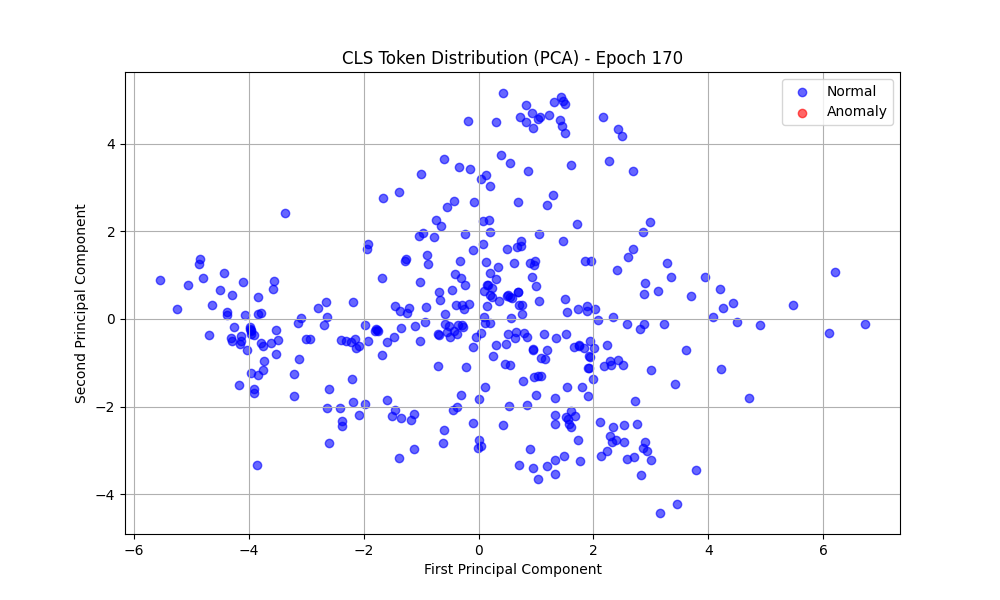 CLS Token Distribution (PCA) - Epoch 170
Normal
Anomaly
Second Principal Component
4
2
0
−2
−4
−6
−4
−2
0
2
4
6
First Principal Component